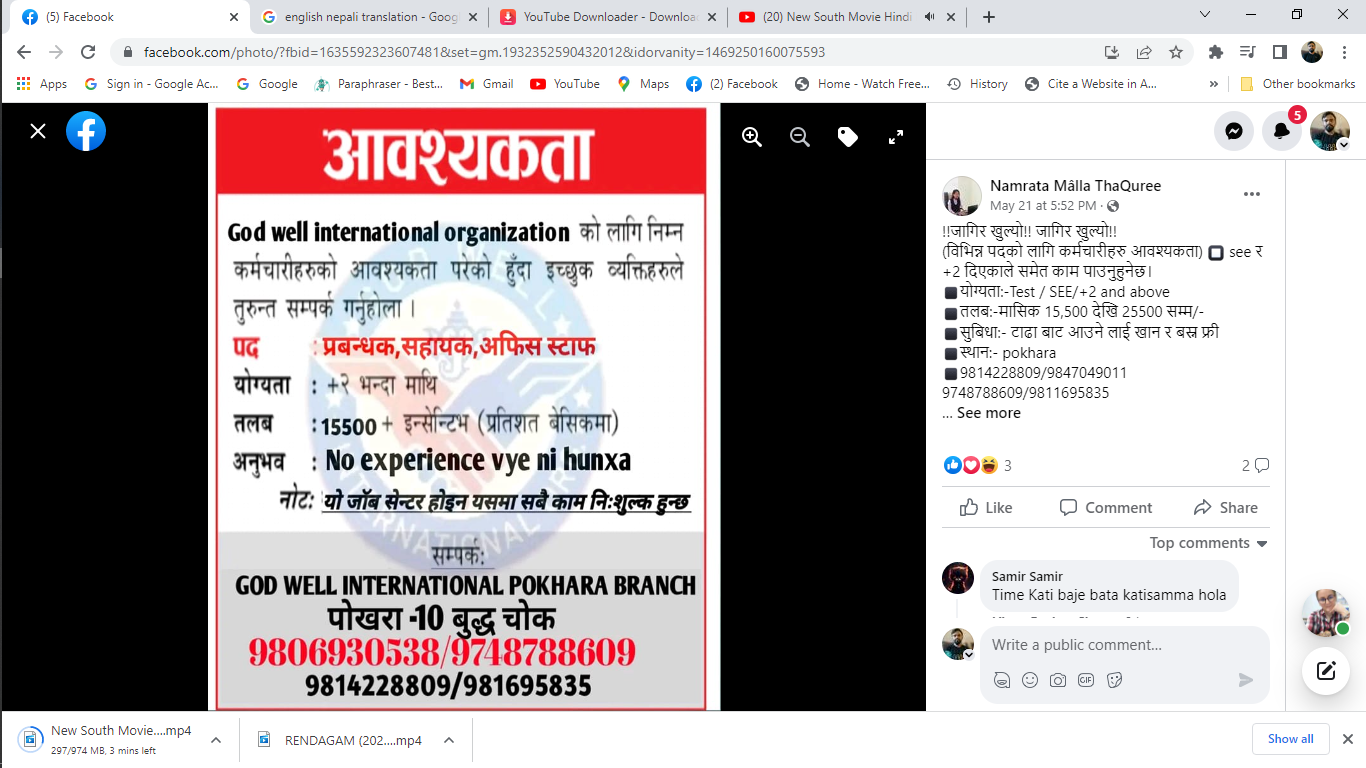 (5) Facebook
english nepali translation - Goog
YouTube Downloader - Downloa
(20) New South Movie Hindi
facebook.com/photo/?fbid=1635592323607481&set=gm.1932352590432012&idorvanity=1469250160075593
Apps
Sign in - Google Ac...
Google
Paraphraser - Best...
Gmail
YouTube
Maps
(2) Facebook
Home - Watch Free...
History
Cite a Website in A...
»
Other bookmarks
आवश्यकता
God well international organization को लागि निम्न
कर्मचारीहरुको आवश्यकता परेको हुँदा इच्छुक व्यक्तिहरुले
तुरुन्त सम्पर्क गर्नुहोला ।
पद : प्रबन्धक,सहायक,अफिस स्टाफ
योग्यता : +२ भन्दा माथि
तलब : 15500 + इन्सेन्टिभ (प्रतिशत बेसिकमा)
अनुभव : No experience vye ni hunxa
नोट: यो जॉब सेन्टर होइन यसमा सबै काम निःशुल्क हुन्छ
INTERNATIONAL
सम्पर्क:
GOD WELL INTERNATIONAL POKHARA BRANCH
पोखरा -10 बुद्ध चोक
9806930538/9748788609
9814228809/981695835
5
Namrata Mâlla ThaQuree
May 21 at 5:52 PM ·
!!जागिर खुल्यो!! जागिर खुल्यो!!
(विभिन्न पदको लागि कर्मचारीहरु आवश्यकता) see र
+2 दिएकाले समेत काम पाउनुहुनेछ।
योग्यता:-Test / SEE/+2 and above
तलब:-मासिक 15,500 देखि 25500 सम्म/-
सुबिधा:- टाढा बाट आउने लाई खान र बस्न फ्री
स्थान:- pokhara
9814228809/9847049011
9748788609/9811695835
... See more
3
2
Like
Comment
Share
Top comments
Samir Samir
Time Kati baje bata katisamma hola
Write a public comment...
GIF
New South Movie....mp4
297/974 MB, 3 mins left
RENDAGAM (202....mp4
Show all